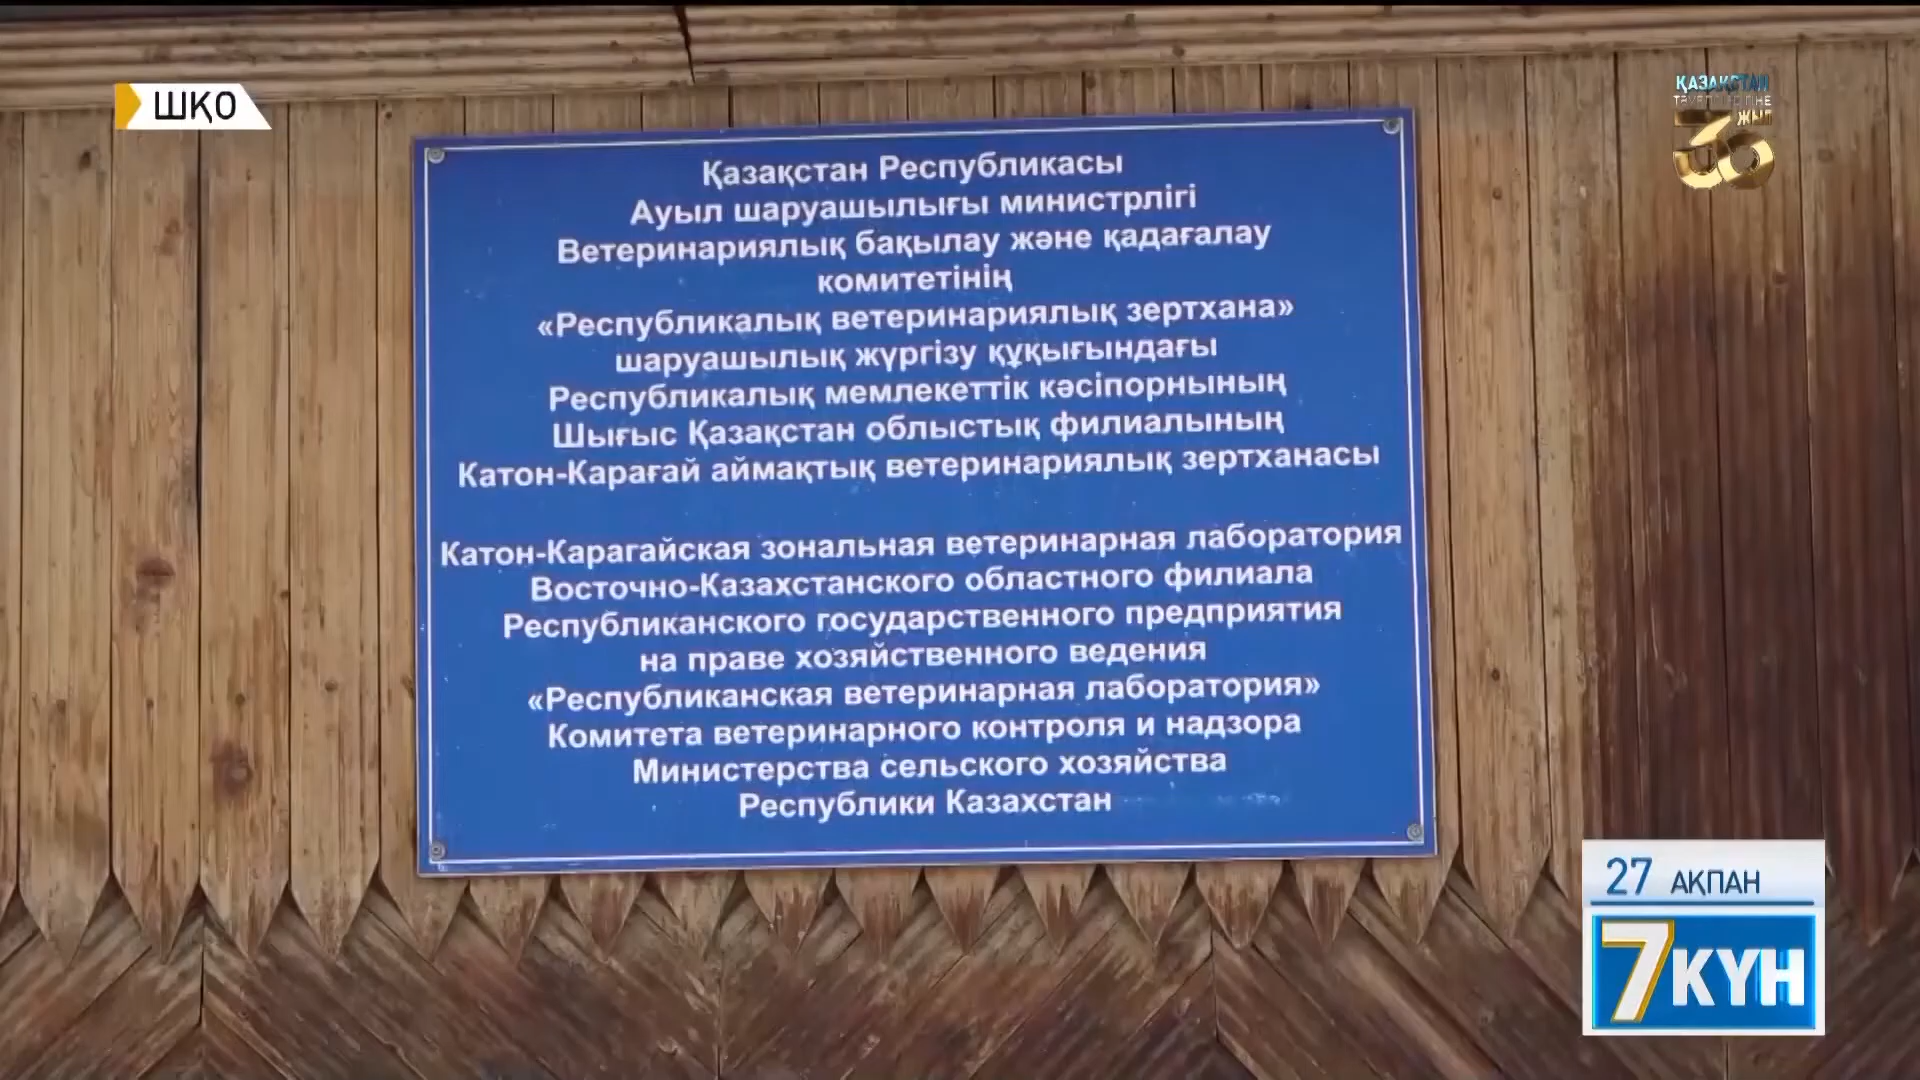 ШҚО
ҚАЗАҚСТАН
ТӘУЕЛСІЗДІГІНЕ
30 ЖЫЛ
Қазақстан Республикасы
Ауыл шаруашылығы министрлігі
Ветеринариялық бақылау және қадағалау
комитетінің
«Республикалық ветеринариялық зертхана»
шаруашылық жүргізу құқығындағы
Республикалық мемлекеттік кәсіпорнының
Шығыс Қазақстан облыстық филиалының
Катон-Карағай аймақтық ветеринариялық зертханасы
Катон-Карагайская зональная ветеринарная лаборатория
Восточно-Казахстанского областного филиала
Республиканского государственного предприятия
на праве хозяйственного ведения
«Республиканская ветеринарная лаборатория»
Комитета ветеринарного контроля и надзора
Министерства сельского хозяйства
Республики Казахстан
27 АҚПАН
7КҮН